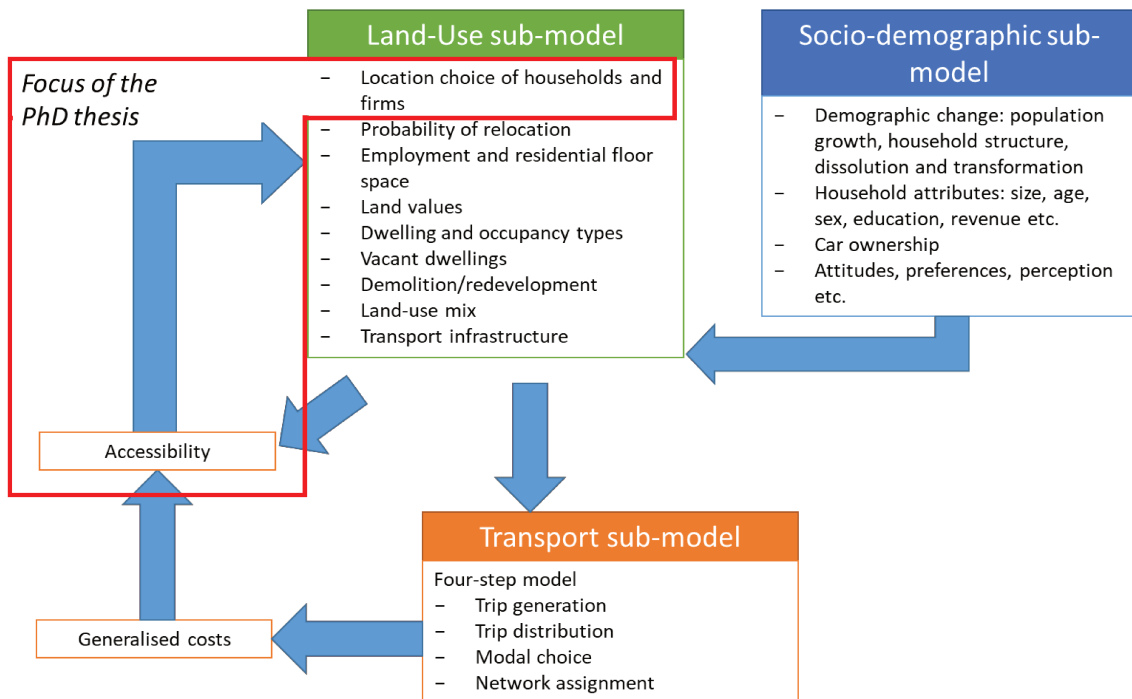 Land-Use sub-model
Focus of the
PhD thesis
– Location choice of households and
firms
– Probability of relocation
– Employment and residential floor
space
– Land values
– Dwelling and occupancy types
– Vacant dwellings
– Demolition/redevelopment
– Land-use mix
– Transport infrastructure
Socio-demographic sub-
model
– Demographic change: population
growth, household structure,
dissolution and transformation
– Household attributes: size, age,
sex, education, revenue etc.
– Car ownership
– Attitudes, preferences, perception
etc.
Accessibility
Transport sub-model
Four-step model
– Trip generation
– Trip distribution
– Modal choice
– Network assignment
Generalised costs